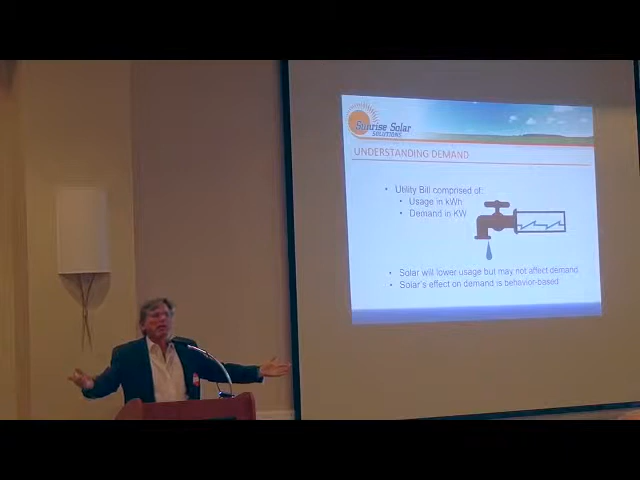 Sunrise Solar
SOLUTIONS
UNDERSTANDING DEMAND
• Utility Bill comprised of:
• Usage in kWh
• Demand in KW
• Solar will lower usage but may not affect demand
• Solar's effect on demand is behavior-based